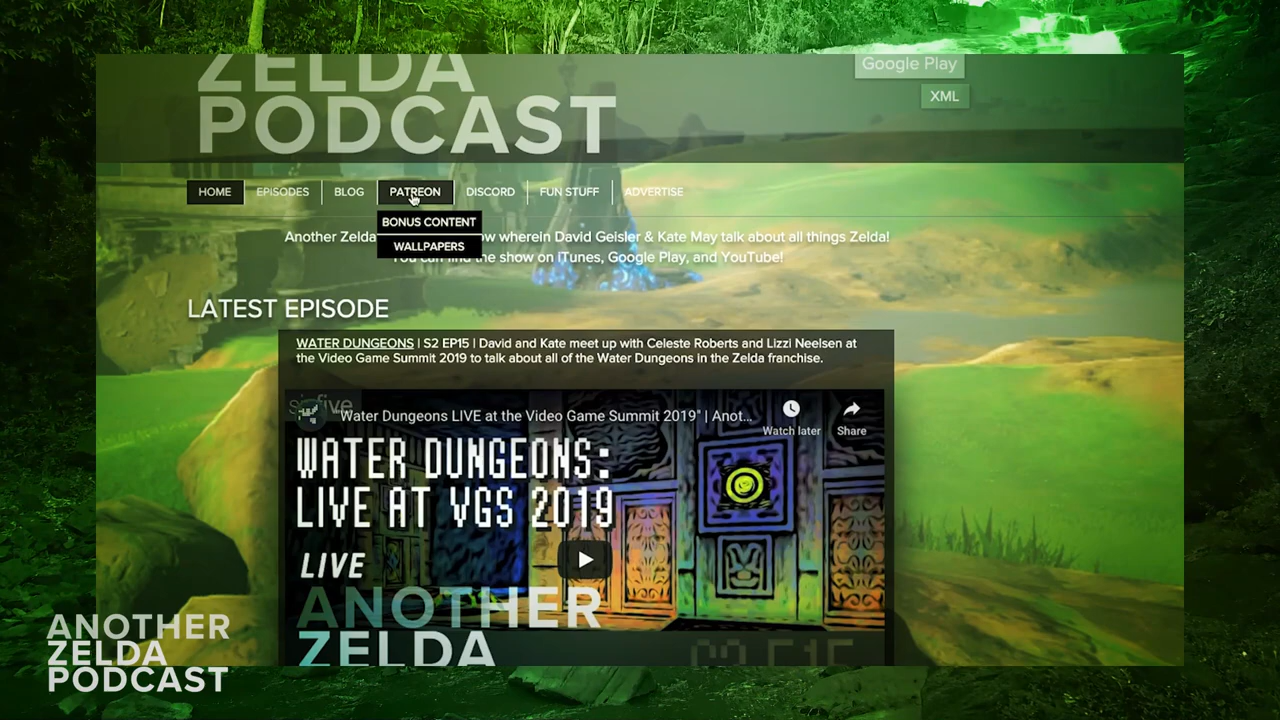 ZELDA
PODCAST
Google Play
XML
HOME EPISODES BLOG PATREON DISCORD FUN STUFF ADVERTISE
BONUS CONTENT
WALLPAPERS
Another Zelda wherein David Geisler & Kate May talk about all things Zelda!
You can find the show on iTunes, Google Play, and YouTube!
LATEST EPISODE
WATER DUNGEONS | S2 EP15 | David and Kate meet up with Celeste Roberts and Lizzi Neelsen at
the Video Game Summit 2019 to talk about all of the Water Dungeons in the Zelda franchise.
"Water Dungeons LIVE at the Video Game Summit 2019" | Anot...
Watch later Share
WATER DUNGEONS:
LIVE AT VGS 2019
LIVE
ANOTHER
ZELDA
ANOTHER
ZELDA
PODCAST